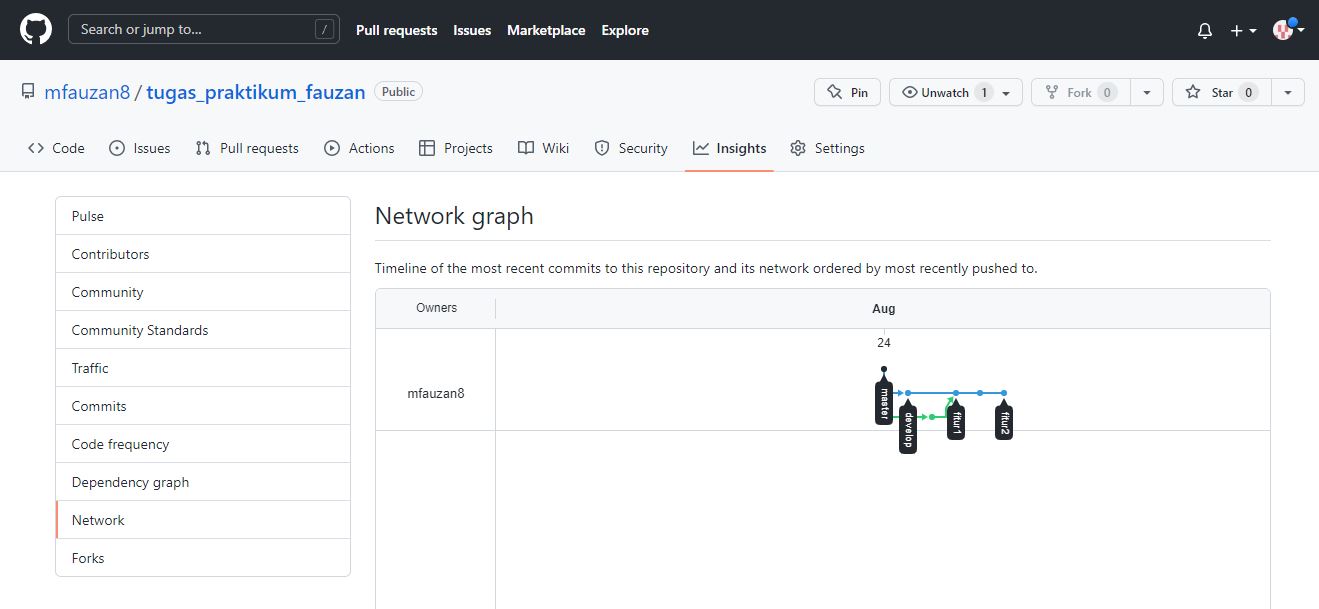 Search or jump to... /
Pull requests Issues Marketplace Explore
mfauzan8 / tugas_praktikum_fauzan Public
Pin Unwatch 1 Fork 0 Star 0
Code Issues Pull requests Actions Projects Wiki Security Insights Settings
Pulse
Contributors
Community
Community Standards
Traffic
Commits
Code frequency
Dependency graph
Network
Forks
Network graph
Timeline of the most recent commits to this repository and its network ordered by most recently pushed to.
Owners Aug
24
mfauzan8
master
develop
fitur1
fitur2